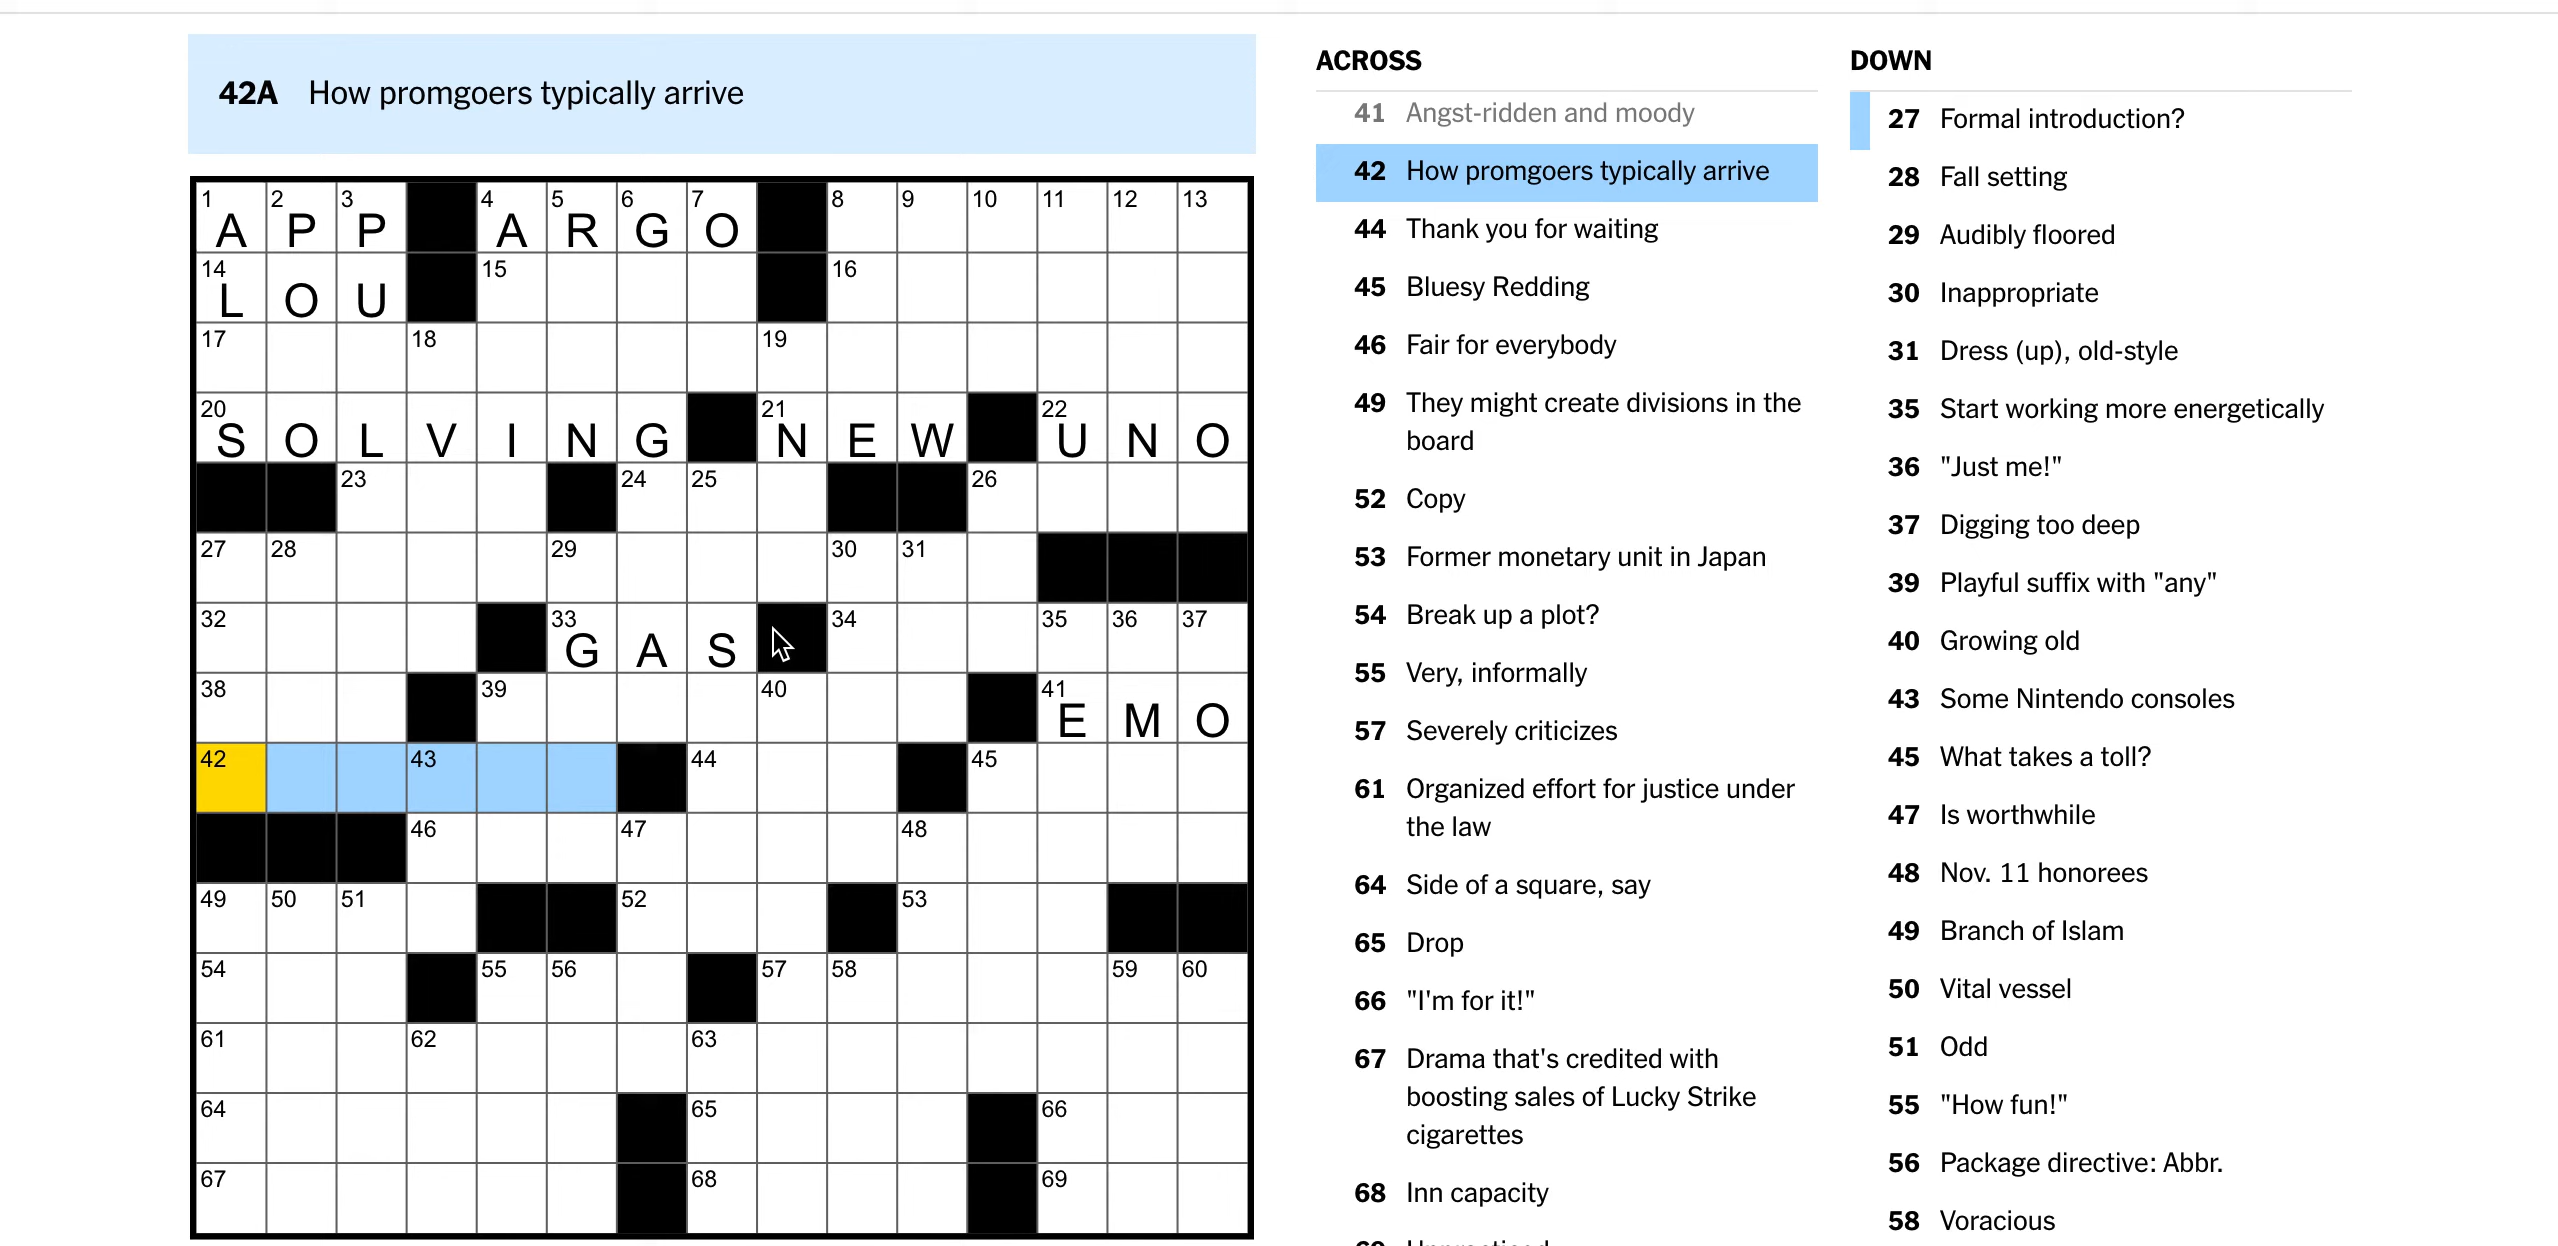 42A How promgoers typically arrive
1 2 3 4 5 6 7 8 9 10 11 12 13
A P P A R G O
14 15 16
L O U
17 18 19
20 21 22
S O L V I N G N E W U N O
23 24 25 26
27 28 29 30 31
32 33 34 35 36 37
G A S
38 39 40 41
E M O
42 43 44 45
46 47 48
49 50 51 52 53
54 55 56 57 58 59 60
61 62 63
64 65 66
67 68 69
ACROSS
41 Angst-ridden and moody
42 How promgoers typically arrive
44 Thank you for waiting
45 Bluesy Redding
46 Fair for everybody
49 They might create divisions in the
board
52 Copy
53 Former monetary unit in Japan
54 Break up a plot?
55 Very, informally
57 Severely criticizes
61 Organized effort for justice under
the law
64 Side of a square, say
65 Drop
66 "I'm for it!"
67 Drama that's credited with
boosting sales of Lucky Strike
cigarettes
68 Inn capacity
DOWN
27 Formal introduction?
28 Fall setting
29 Audibly floored
30 Inappropriate
31 Dress (up), old-style
35 Start working more energetically
36 "Just me!"
37 Digging too deep
39 Playful suffix with "any"
40 Growing old
43 Some Nintendo consoles
45 What takes a toll?
47 Is worthwhile
48 Nov. 11 honorees
49 Branch of Islam
50 Vital vessel
51 Odd
55 "How fun!"
56 Package directive: Abbr.
58 Voracious